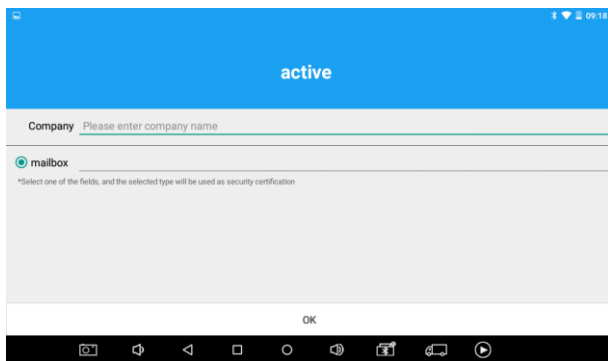 09:18
active
Company Please enter company name
mailbox
*Select one of the fields, and the selected type will be used as security certification
OK